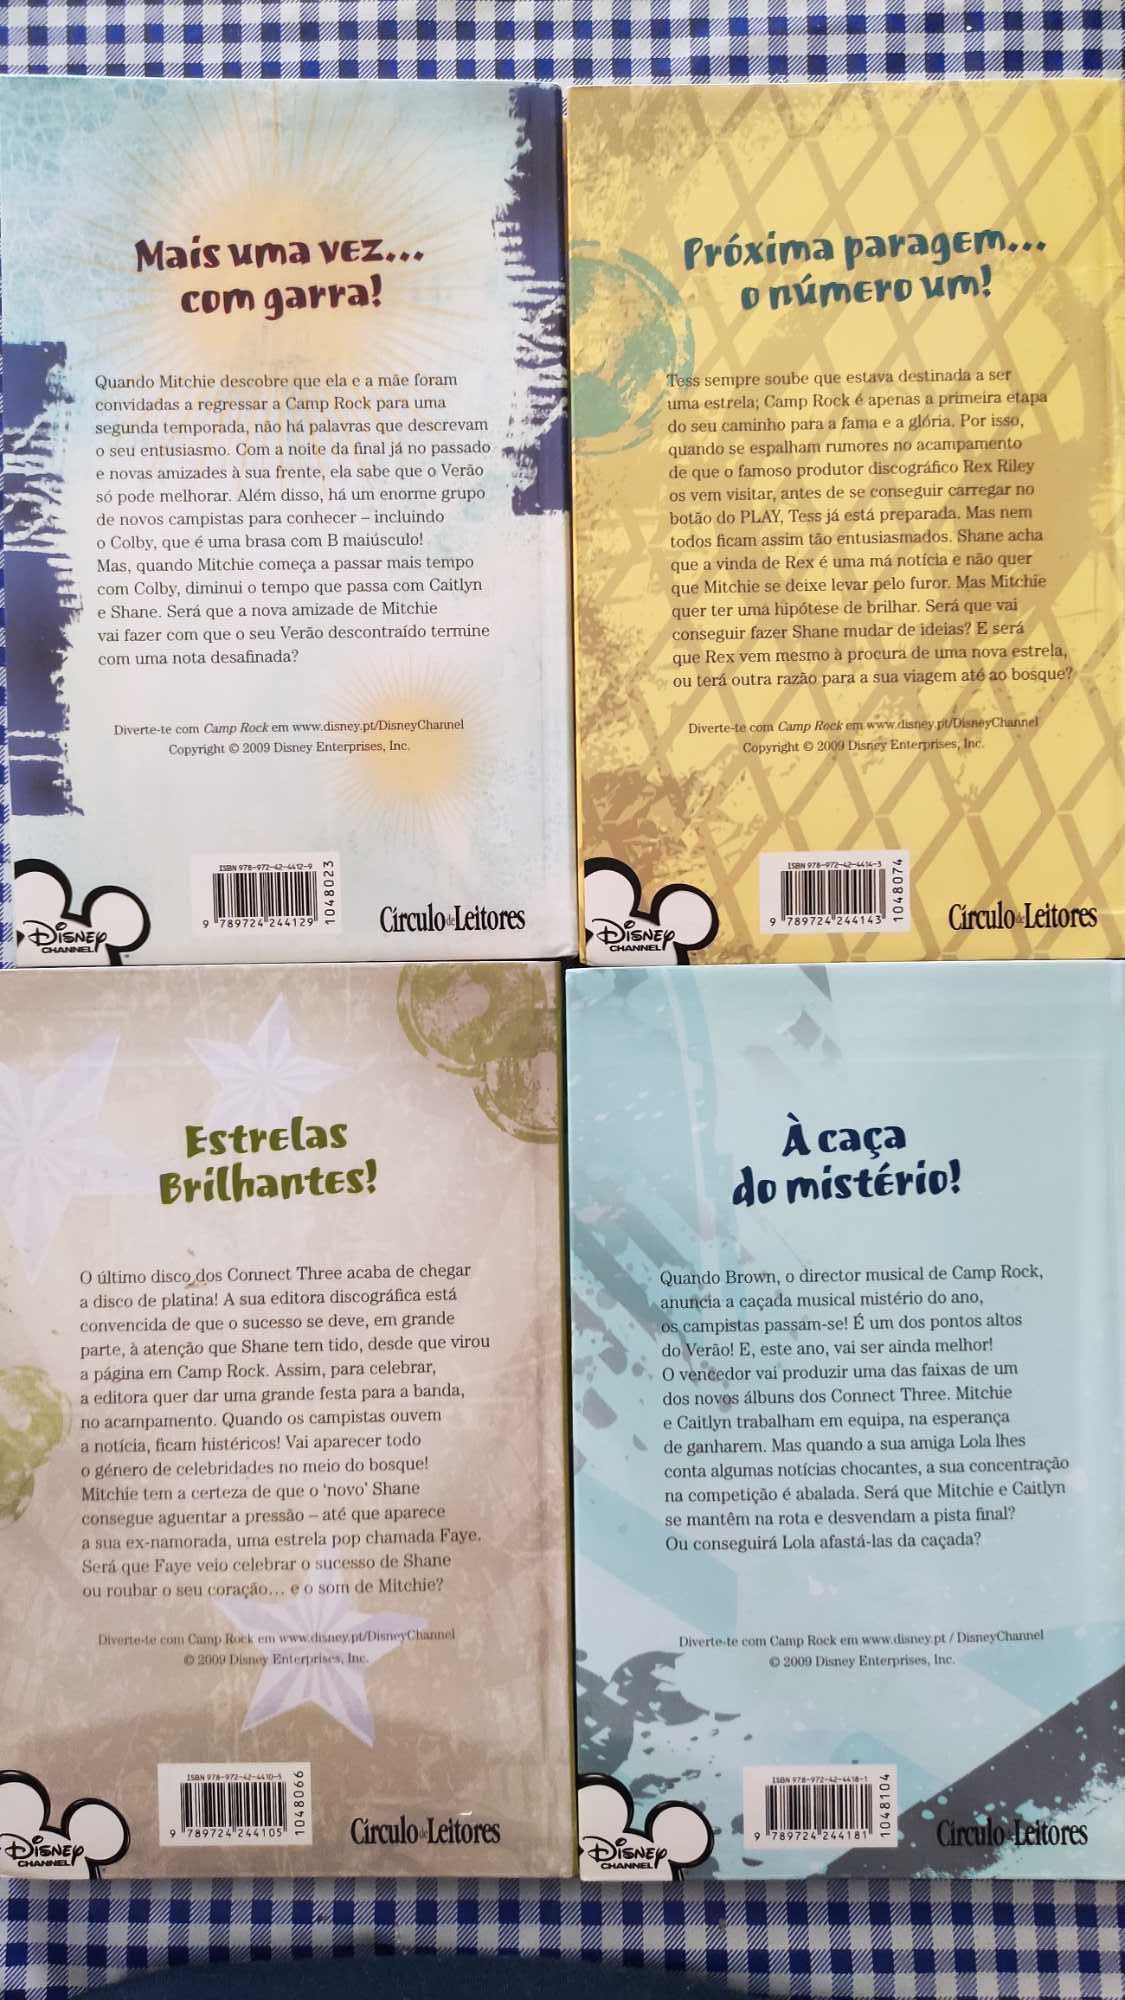 Mais uma vez...
com garra!
Quando Mitchie descobre que ela e a mãe foram
convidadas a regressar a Camp Rock para uma
segunda temporada, não há palavras que descrevam
o seu entusiasmo. Com a noite da final já no passado
e novas amizades à sua frente, ela sabe que o Verão
só pode melhorar. Além disso, há um enorme grupo
de novos campistas para conhecer – incluindo
o Colby, que é uma brasa com B maiúsculo!
Mas, quando Mitchie começa a passar mais tempo
com Colby, diminui o tempo que passa com Caitlyn
e Shane. Será que a nova amizade de Mitchie
vai fazer com que o seu Verão descontraído termine
com uma nota desafinada?
Diverte-te com Camp Rock em www.disney.pt/DisneyChannel
Copyright © 2009 Disney Enterprises, Inc.
ISBN 978-972-42-4412-9
9 789724 244129
1048023
Disney
CHANNEL
Círculo de Leitores
Próxima paragem...
o número um!
Tess sempre soube que estava destinada a ser
uma estrela; Camp Rock é apenas a primeira etapa
do seu caminho para a fama e a glória. Por isso,
quando se espalham rumores no acampamento
de que o famoso produtor discográfico Rex Riley
os vem visitar, antes de se conseguir carregar no
botão do PLAY, Tess já está preparada. Mas nem
todos ficam assim tão entusiasmados. Shane acha
que a vinda de Rex é uma má notícia e não quer
que Mitchie se deixe levar pelo furor. Mas Mitchie
quer ter uma hipótese de brilhar. Será que vai
conseguir fazer Shane mudar de ideias? E será
que Rex vem mesmo à procura de uma nova estrela,
ou terá outra razão para a sua viagem até ao bosque?
Diverte-te com Camp Rock em www.disney.pt/DisneyChannel
Copyright © 2009 Disney Enterprises, Inc.
ISBN 978-972-42-4414-3
9 789724 244143
1048074
Disney
CHANNEL
Círculo de Leitores
Estrelas
Brilhantes!
O último disco dos Connect Three acaba de chegar
a disco de platina! A sua editora discográfica está
convencida de que o sucesso se deve, em grande
parte, à atenção que Shane tem tido, desde que virou
a página em Camp Rock. Assim, para celebrar,
a editora quer dar uma grande festa para a banda,
no acampamento. Quando os campistas ouvem
a notícia, ficam histéricos! Vai aparecer todo
o género de celebridades no meio do bosque!
Mitchie tem a certeza de que o ‘novo’ Shane
consegue aguentar a pressão – até que aparece
a sua ex-namorada, uma estrela pop chamada Faye.
Será que Faye veio celebrar o sucesso de Shane
ou roubar o seu coração... e o som de Mitchie?
Diverte-te com Camp Rock em www.disney.pt/DisneyChannel
© 2009 Disney Enterprises, Inc.
ISBN 978-972-42-4410-5
9 789724 244105
1048066
Disney
CHANNEL
Círculo de Leitores
À caça
do mistério!
Quando Brown, o director musical de Camp Rock,
anuncia a caçada musical mistério do ano,
os campistas passam-se! É um dos pontos altos
do Verão! E, este ano, vai ser ainda melhor!
O vencedor vai produzir uma das faixas de um
dos novos álbuns dos Connect Three. Mitchie
e Caitlyn trabalham em equipa, na esperança
de ganharem. Mas quando a sua amiga Lola lhes
conta algumas notícias chocantes, a sua concentração
na competição é abalada. Será que Mitchie e Caitlyn
se mantêm na rota e desvendam a pista final?
Ou conseguirá Lola afastá-las da caçada?
Diverte-te com Camp Rock em www.disney.pt / DisneyChannel
© 2009 Disney Enterprises, Inc.
ISBN 978-972-42-4418-1
9 789724 244181
1048104
Disney
CHANNEL
Círculo de Leitores